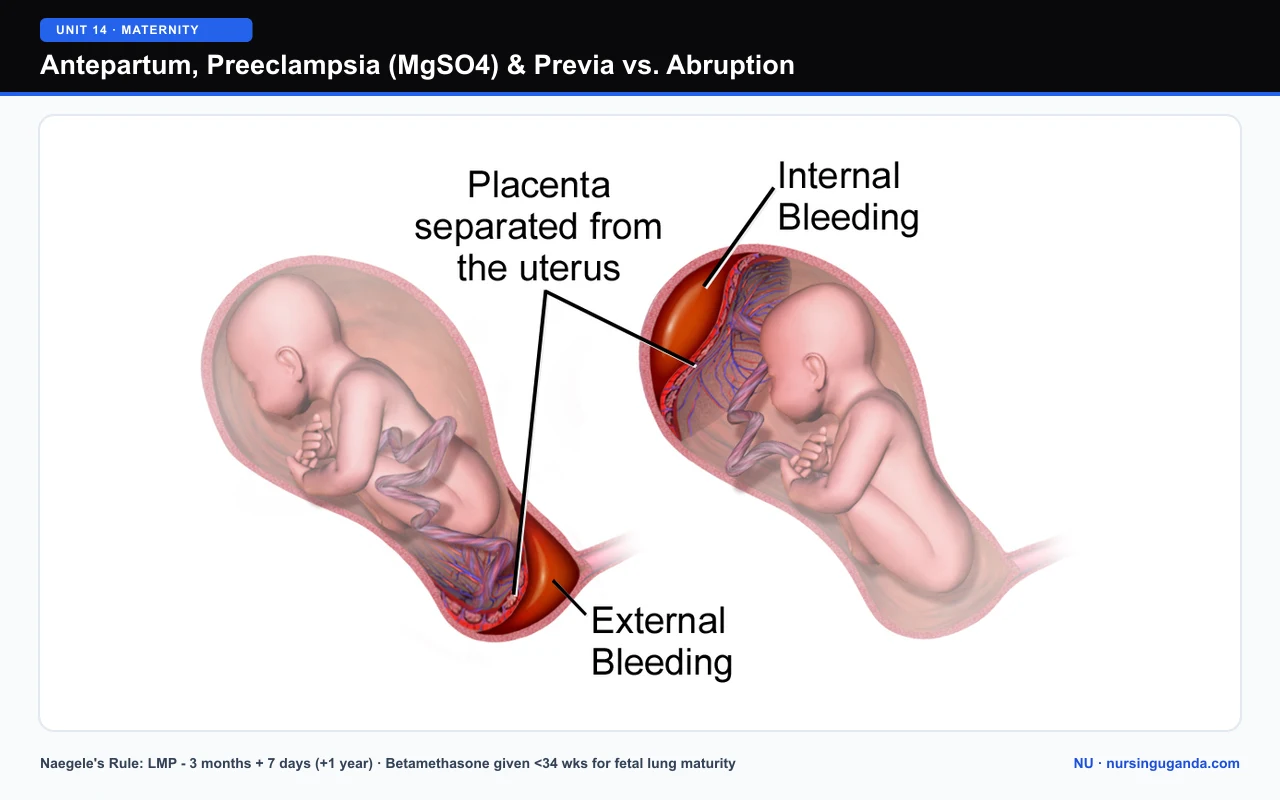 UNIT 14 · MATERNITY
Antepartum, Preeclampsia (MgSO4) & Previa vs. Abruption
Placenta
separated from
the uterus
Internal
Bleeding
External
Bleeding
Naegele's Rule: LMP - 3 months + 7 days (+1 year) · Betamethasone given <34 wks for fetal lung maturity
NU · nursinguganda.com